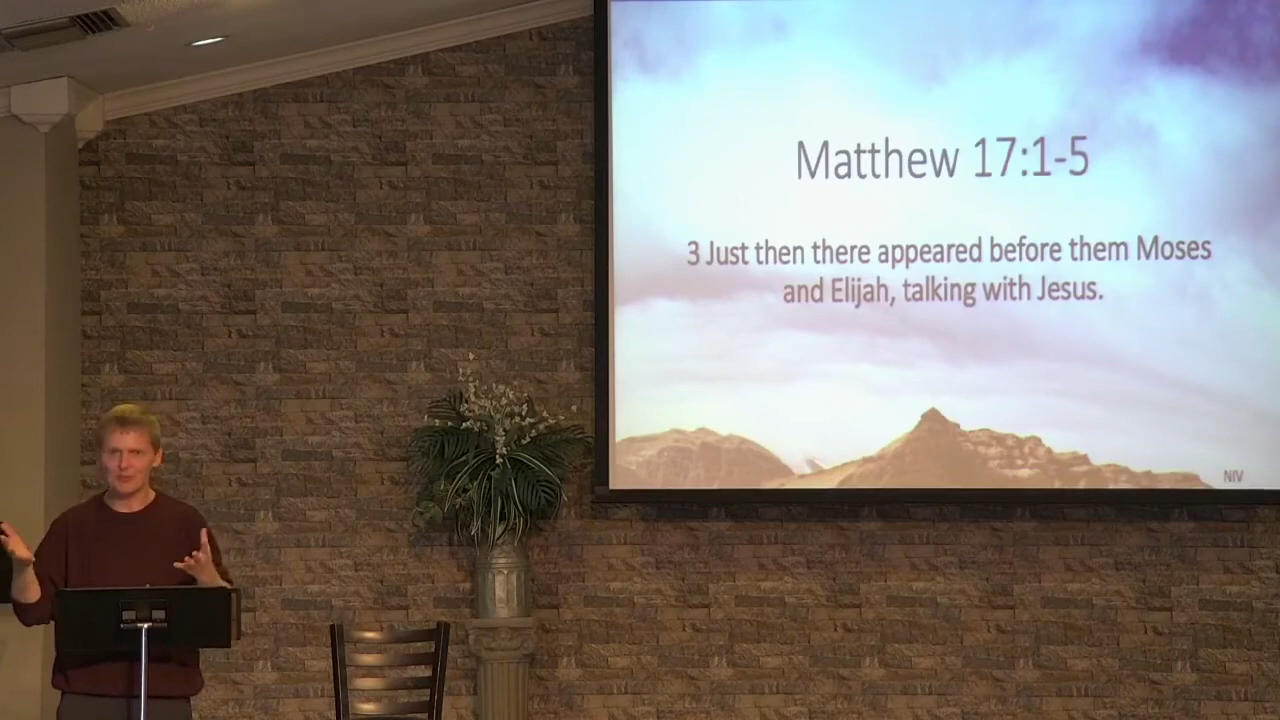 Matthew 17:1-5
3 Just then there appeared before them Moses
and Elijah, talking with Jesus.
NIV